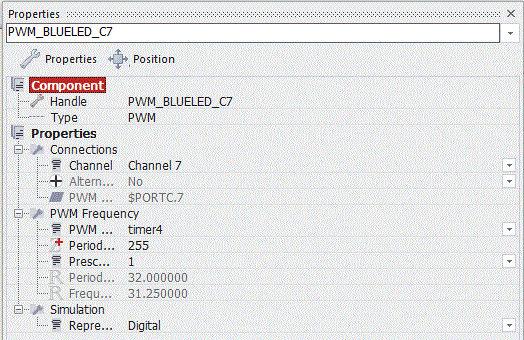 Properties
PWM_BLUELED_C7
Properties Position
Component
Handle PWM_BLUELED_C7
Type PWM
Properties
Connections
Channel Channel 7
Altern... No
PWM ... $PORTC.7
PWM Frequency
PWM ... timer4
Period... 255
Presc... 1
Period... 32.000000
Frequ... 31.250000
Simulation
Repre... Digital